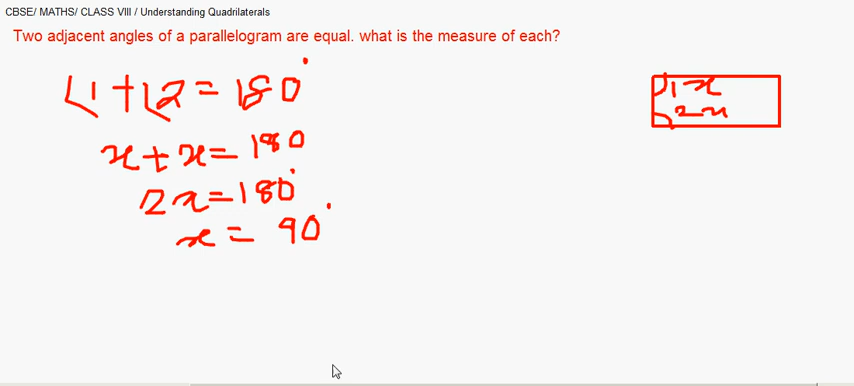 CBSE/ MATHS/ CLASS VIII / Understanding Quadrilaterals
Two adjacent angles of a parallelogram are equal. what is the measure of each?
∠1+∠2=180°
1 x
2 x
x+x=180
2x=180°
x=90°